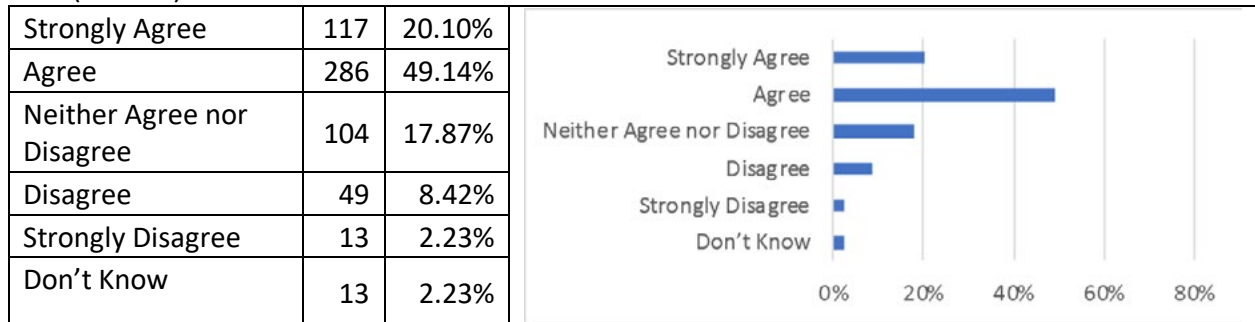 Strongly Agree 117 20.10%
Agree 286 49.14%
Neither Agree nor
Disagree 104 17.87%
Disagree 49 8.42%
Strongly Disagree 13 2.23%
Don’t Know 13 2.23%
Strongly Agree
Agree
Neither Agree nor Disagree
Disagree
Strongly Disagree
Don’t Know
0% 20% 40% 60% 80%